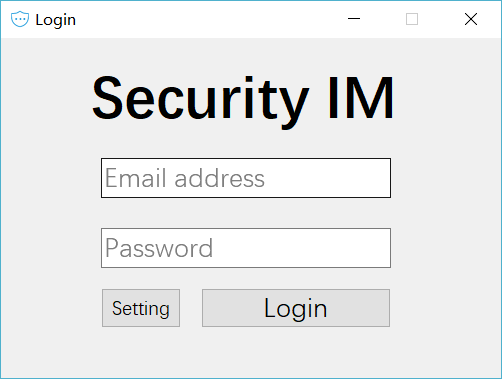 Login
Security IM
Email address
Password
Setting Login